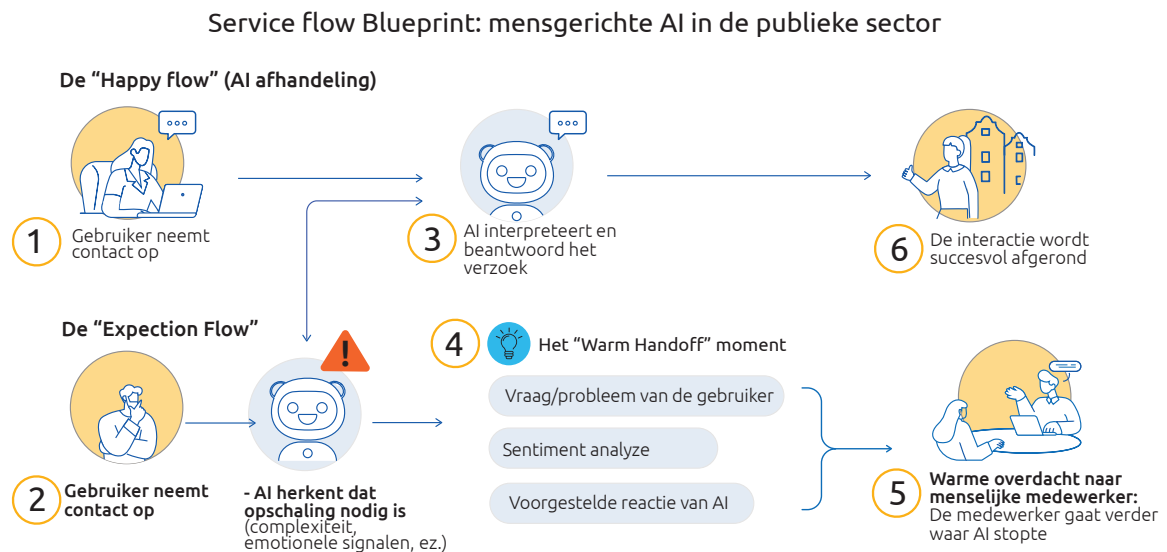 Service flow Blueprint: mensgerichte AI in de publieke sector
De “Happy flow” (AI afhandeling)
1
Gebruiker neemt
contact op
3
AI interpreteert en
beantwoord het
verzoek
6
De interactie wordt
succesvol afgerond
De “Expection Flow”
2
Gebruiker neemt
contact op
!
- AI herkent dat
opschaling nodig is
(complexiteit,
emotionele signalen, ez.)
4
Het “Warm Handoff” moment
Vraag/probleem van de gebruiker
Sentiment analyze
Voorgestelde reactie van AI
5
Warme overdacht naar
menselijke medewerker:
De medewerker gaat verder
waar AI stopte